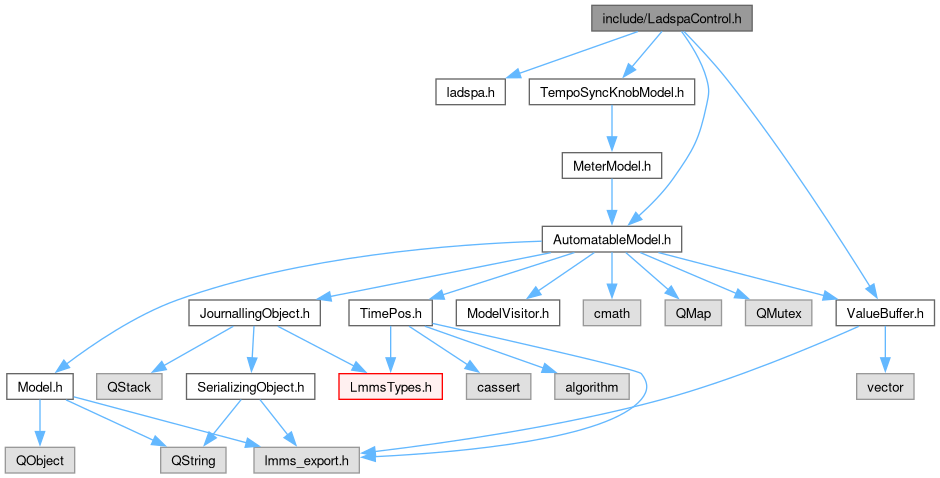 include/LadspaControl.h
ladspa.h
TempoSyncKnobModel.h
MeterModel.h
AutomatableModel.h
JournallingObject.h
TimePos.h
ModelVisitor.h
cmath
QMap
QMutex
ValueBuffer.h
Model.h
QStack
SerializingObject.h
LmmsTypes.h
cassert
algorithm
vector
QObject
QString
lmms_export.h